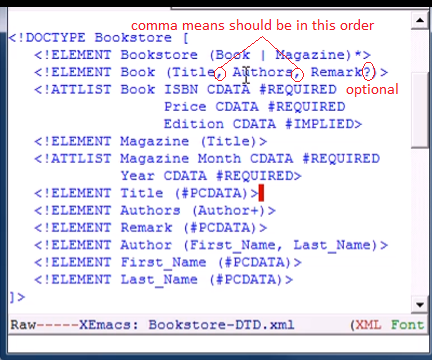 comma means should be in this order
<!DOCTYPE Bookstore [
<!ELEMENT Bookstore (Book | Magazine)*>
<!ELEMENT Book (Title, Authors, Remark?)>
<!ATTLIST Book ISBN CDATA #REQUIRED optional
Price CDATA #REQUIRED
Edition CDATA #IMPLIED>
<!ELEMENT Magazine (Title)>
<!ATTLIST Magazine Month CDATA #REQUIRED
Year CDATA #REQUIRED>
<!ELEMENT Title (#PCDATA)>
<!ELEMENT Authors (Author+)>
<!ELEMENT Remark (#PCDATA)>
<!ELEMENT Author (First_Name, Last_Name)>
<!ELEMENT First_Name (#PCDATA)>
<!ELEMENT Last_Name (#PCDATA)>
]>
Raw-----XEmacs: Bookstore-DTD.xml (XML Font